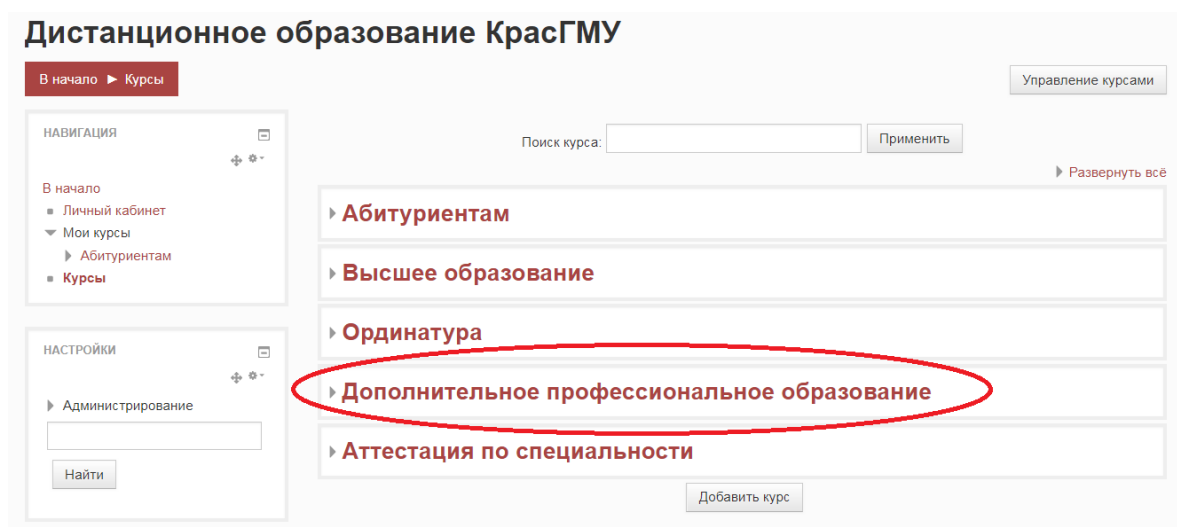 Дистанционное образование КрасГМУ
В начало ► Курсы
Управление курсами
НАВИГАЦИЯ
В начало
Личный кабинет
Мои курсы
Абитуриентам
Курсы
НАСТРОЙКИ
Администрирование
Найти
Поиск курса:
Применить
Развернуть всё
Абитуриентам
Высшее образование
Ординатура
Дополнительное профессиональное образование
Аттестация по специальности
Добавить курс